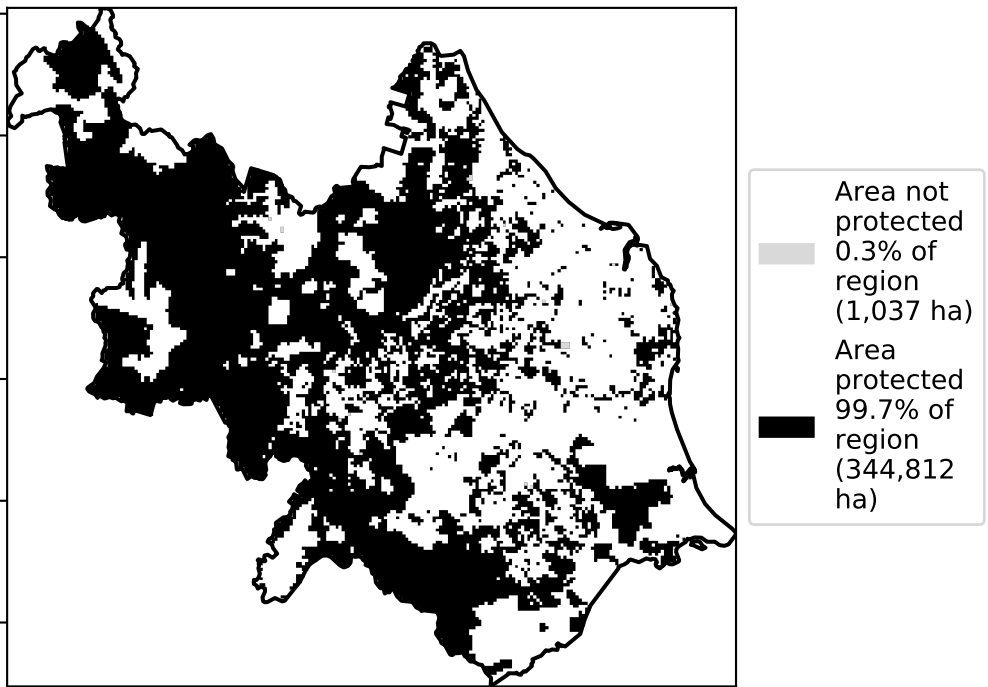 Area not
protected
0.3% of
region
(1,037 ha)
Area
protected
99.7% of
region
(344,812
ha)